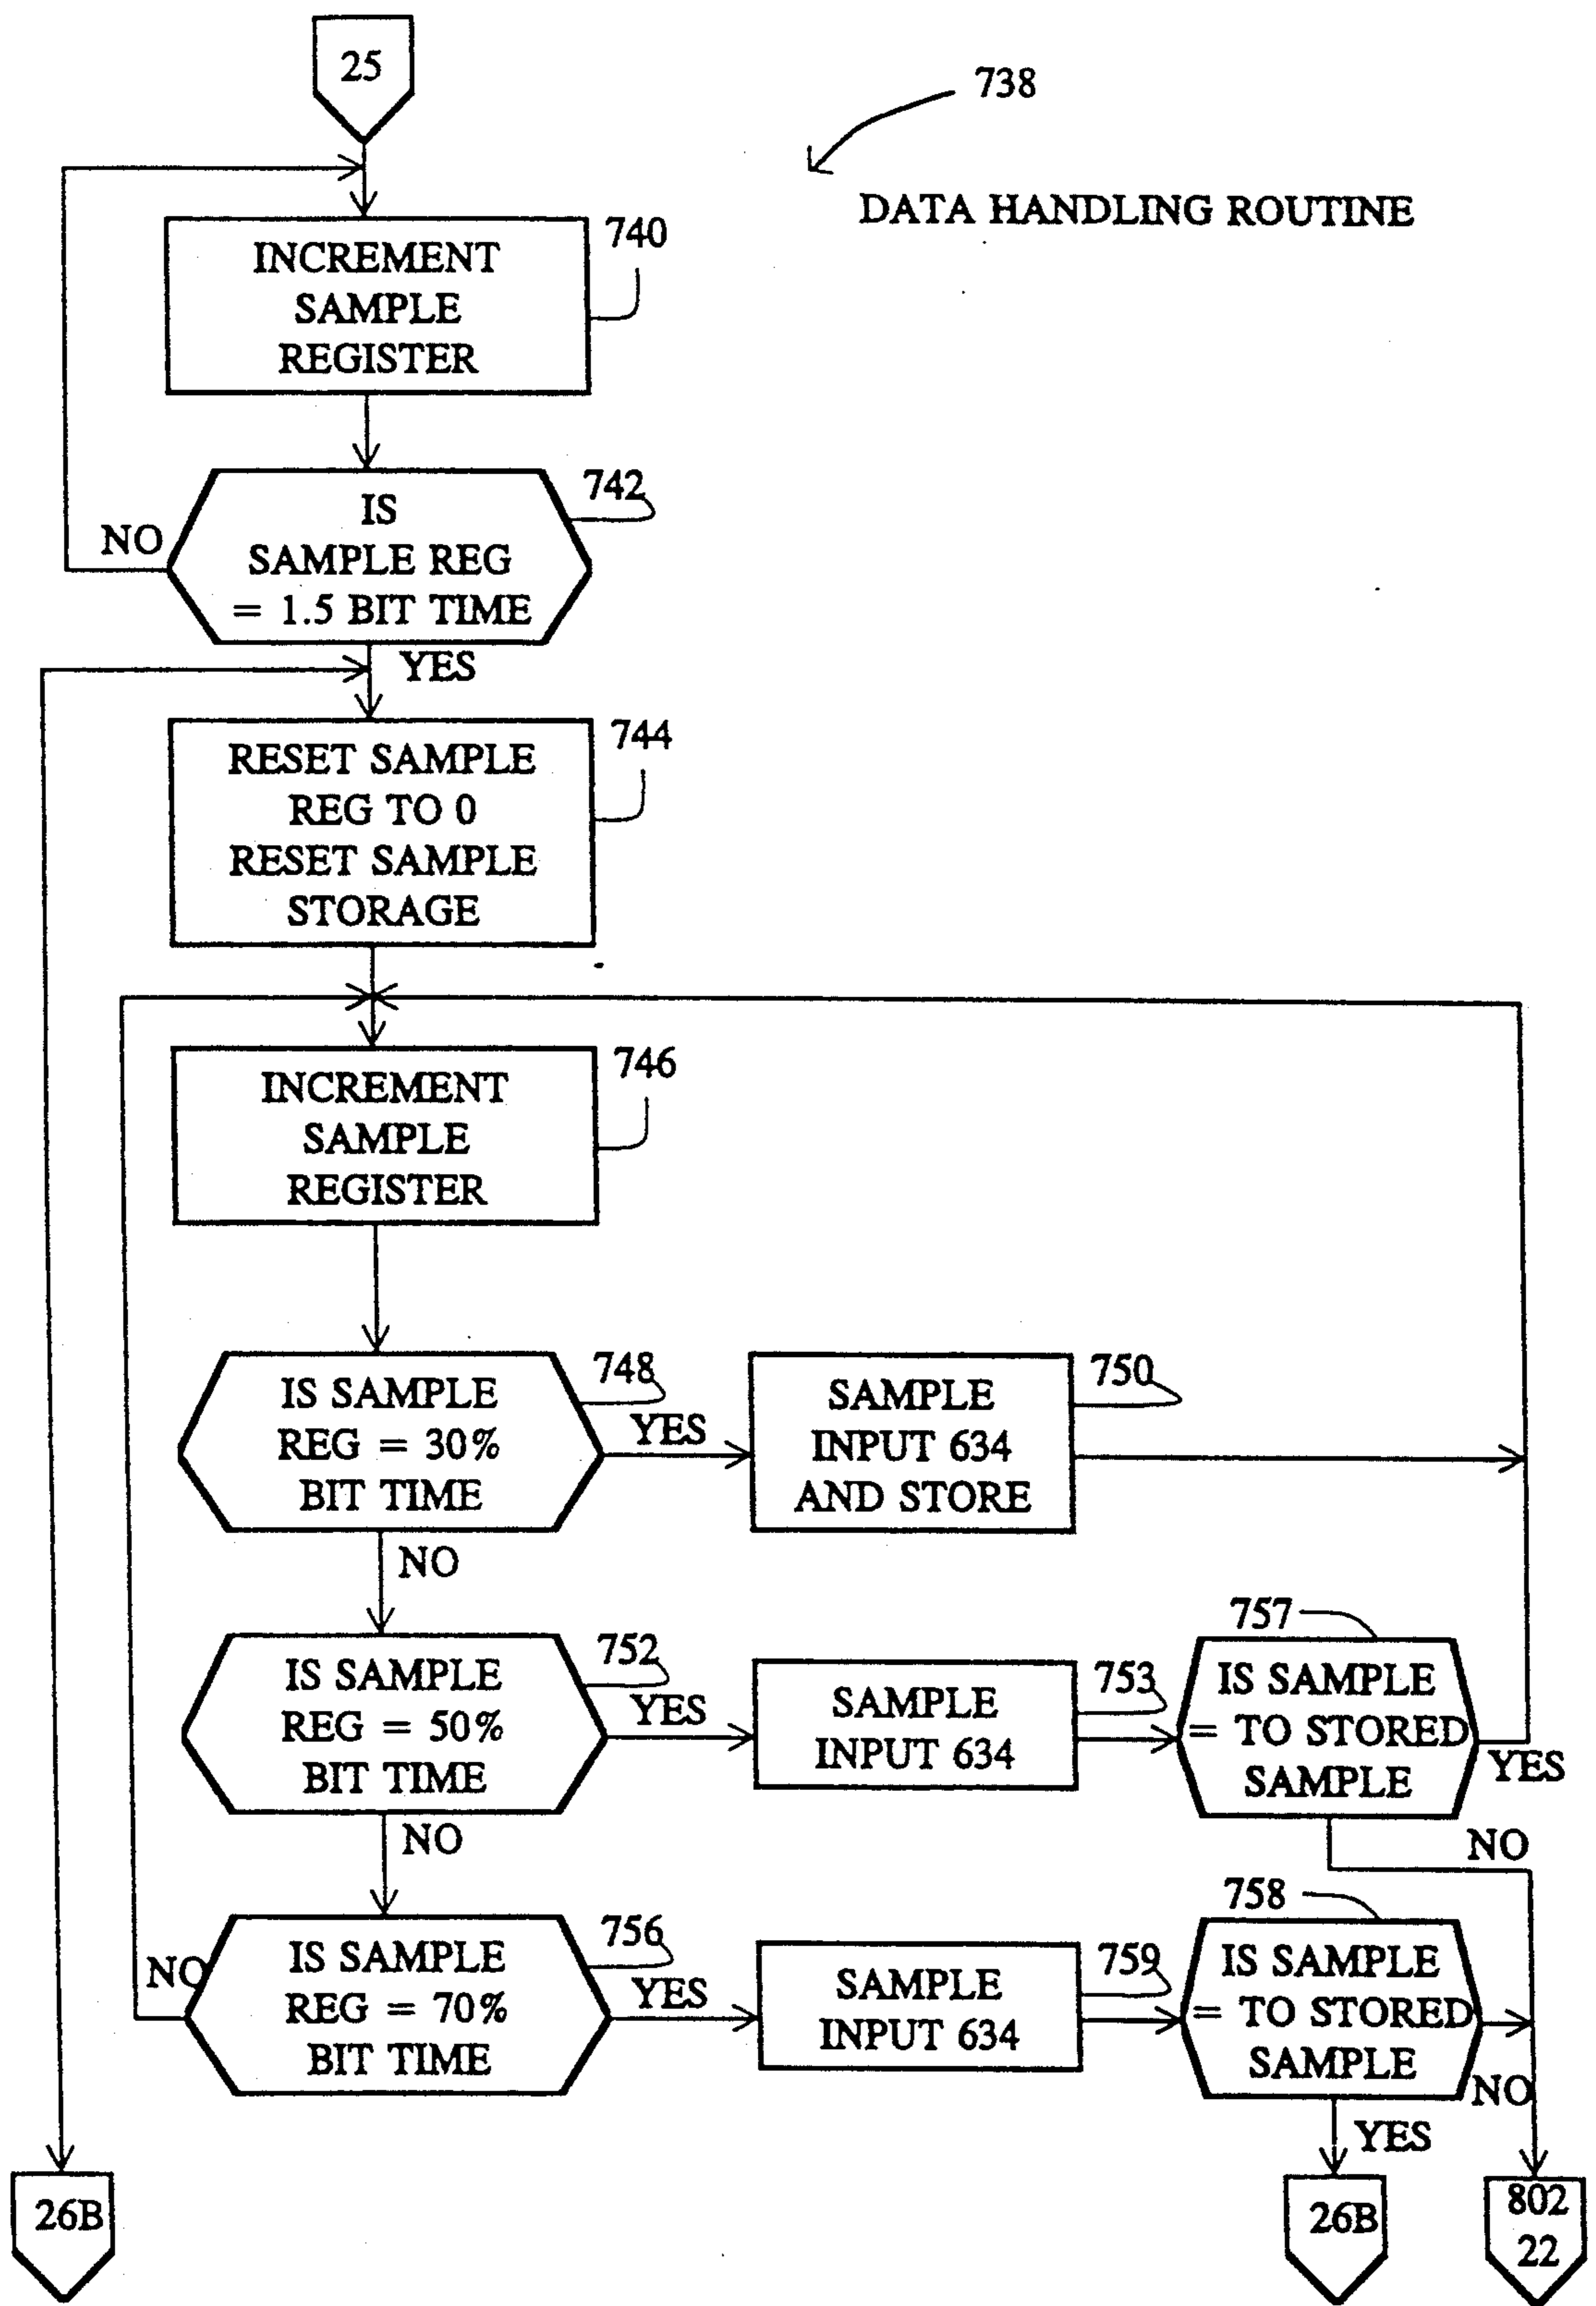 25
738
DATA HANDLING ROUTINE
740
INCREMENT
SAMPLE
REGISTER
742
IS
SAMPLE REG
= 1.5 BIT TIME
NO
YES
744
RESET SAMPLE
REG TO 0
RESET SAMPLE
STORAGE
746
INCREMENT
SAMPLE
REGISTER
748
IS SAMPLE
REG = 30%
BIT TIME
YES
750
SAMPLE
INPUT 634
AND STORE
NO
752
IS SAMPLE
REG = 50%
BIT TIME
YES
753
SAMPLE
INPUT 634
757
IS SAMPLE
= TO STORED
SAMPLE
YES
NO
NO
756
IS SAMPLE
REG = 70%
BIT TIME
NO
YES
759
SAMPLE
INPUT 634
758
IS SAMPLE
= TO STORED
SAMPLE
NO
YES
26B
26B
802
22